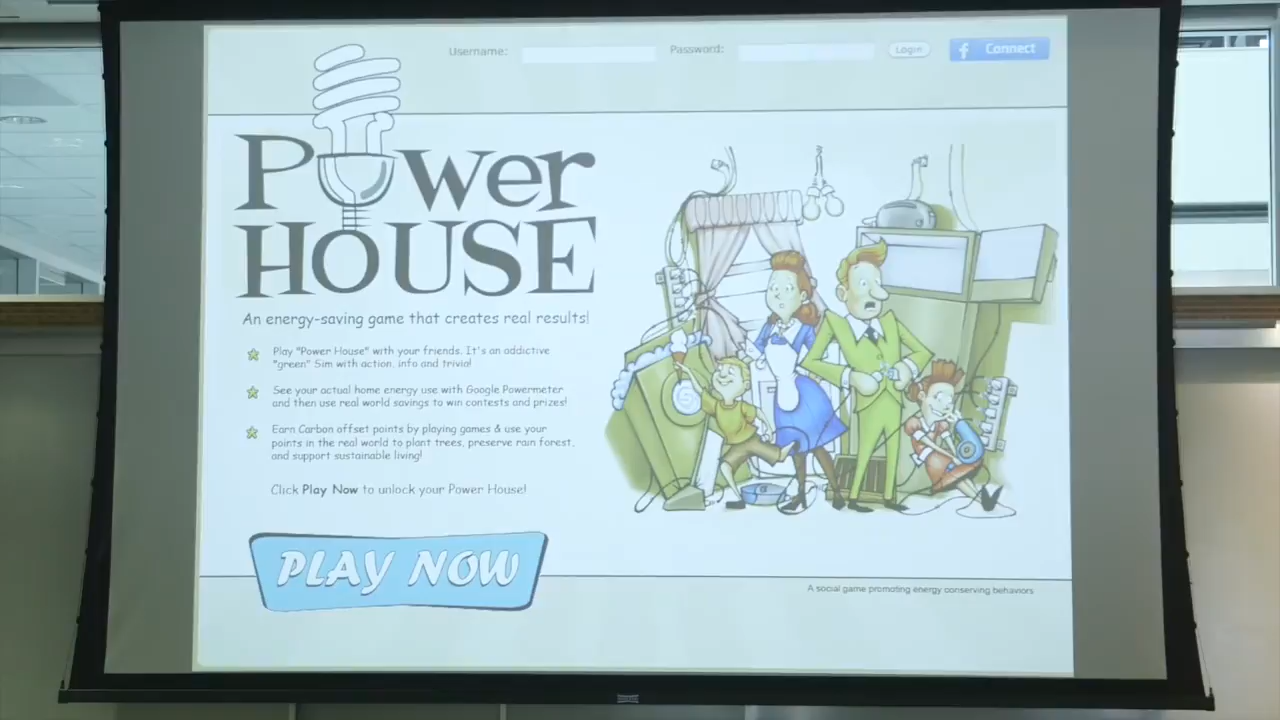 Username: Password: Login f Connect
Power
HOUSE
An energy-saving game that creates real results!
Play "Power House" with your friends. It's an addictive
"green" Sim with action, info and trivia!
See your actual home energy use with Google Powermeter
and then use real world savings to win contests and prizes!
Earn Carbon offset points by playing games & use your
points in the real world to plant trees, preserve rain forest,
and support sustainable living!
Click Play Now to unlock your Power House!
PLAY NOW
A social game promoting energy conserving behaviors